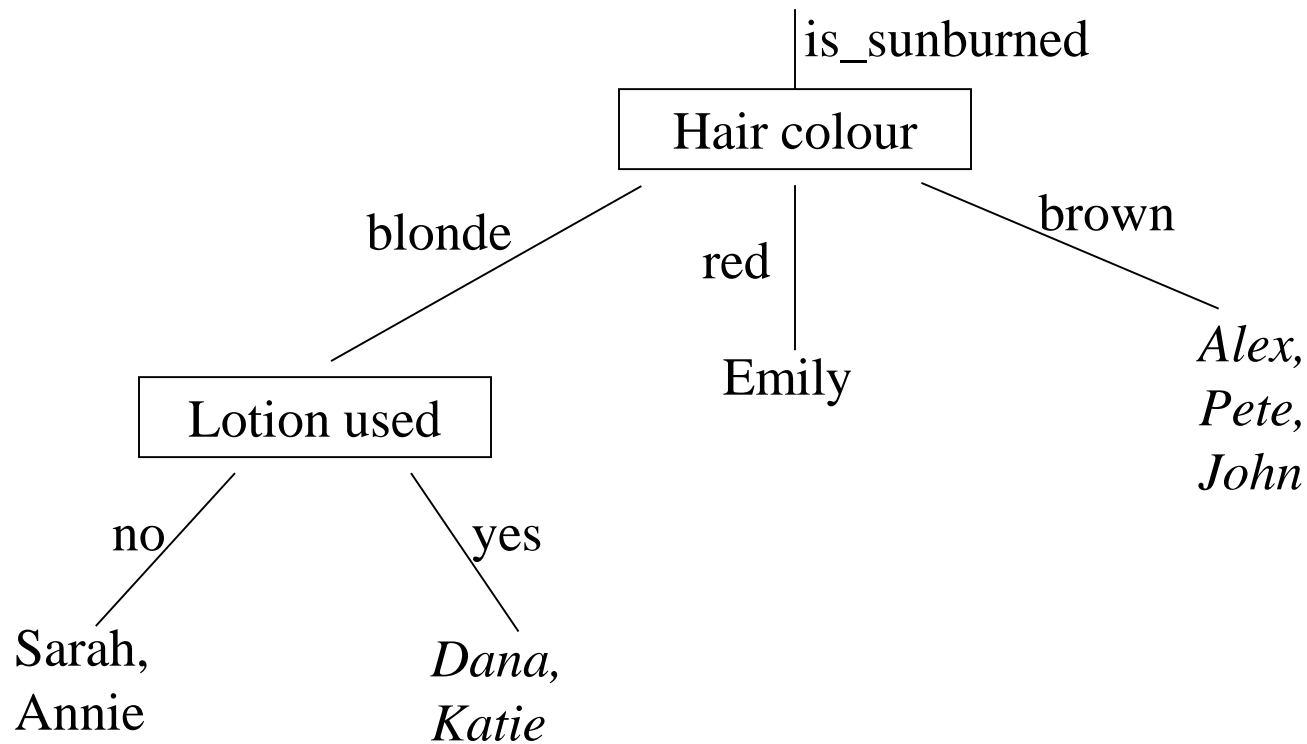 is_sunburned
Hair colour
blonde
red
brown
Emily
Alex,
Pete,
John
Lotion used
no
yes
Sarah,
Annie
Dana,
Katie